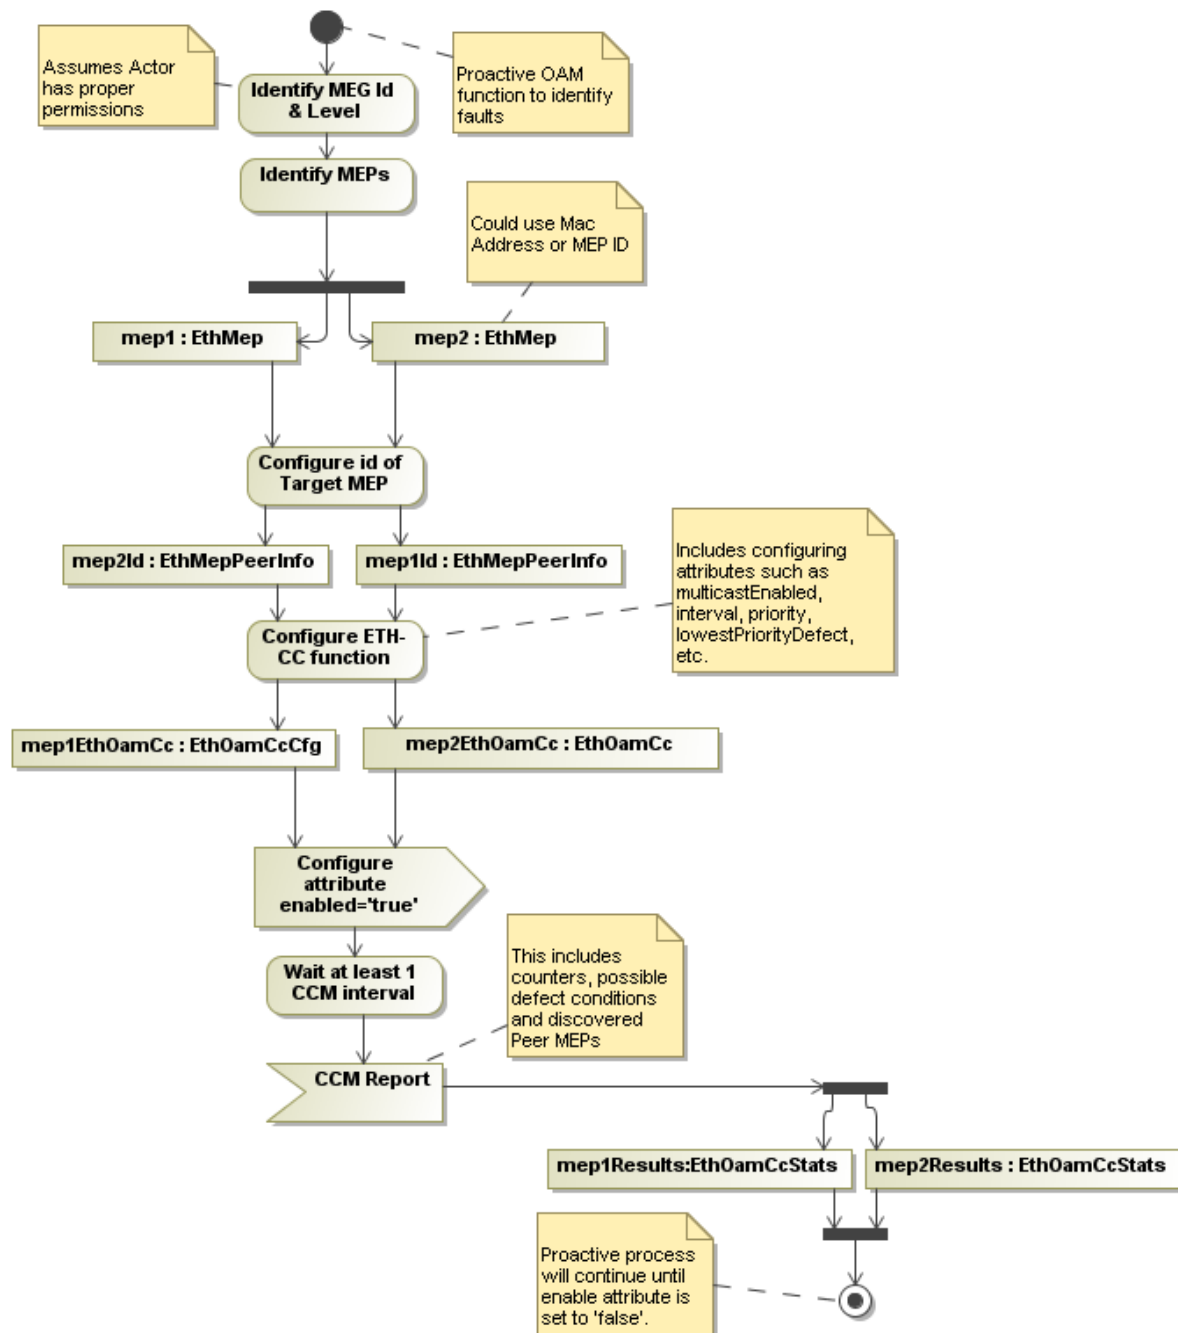 Assumes Actor
has proper
permissions
Identify MEG Id
& Level
Proactive OAM
function to identify
faults
Identify MEPs
Could use Mac
Address or MEP ID
mep1 : EthMep
mep2 : EthMep
Configure id of
Target MEP
mep2Id : EthMepPeerInfo
mep1Id : EthMepPeerInfo
Includes configuring
attributes such as
multicastEnabled,
interval, priority,
lowestPriorityDefect,
etc.
Configure ETH-
CC function
mep1EthOamCc : EthOamCcCfg
mep2EthOamCc : EthOamCc
Configure
attribute
enabled='true'
Wait at least 1
CCM interval
This includes
counters, possible
defect conditions
and discovered
Peer MEPs
CCM Report
mep1Results:EthOamCcStats
mep2Results : EthOamCcStats
Proactive process
will continue until
enable attribute is
set to 'false'.